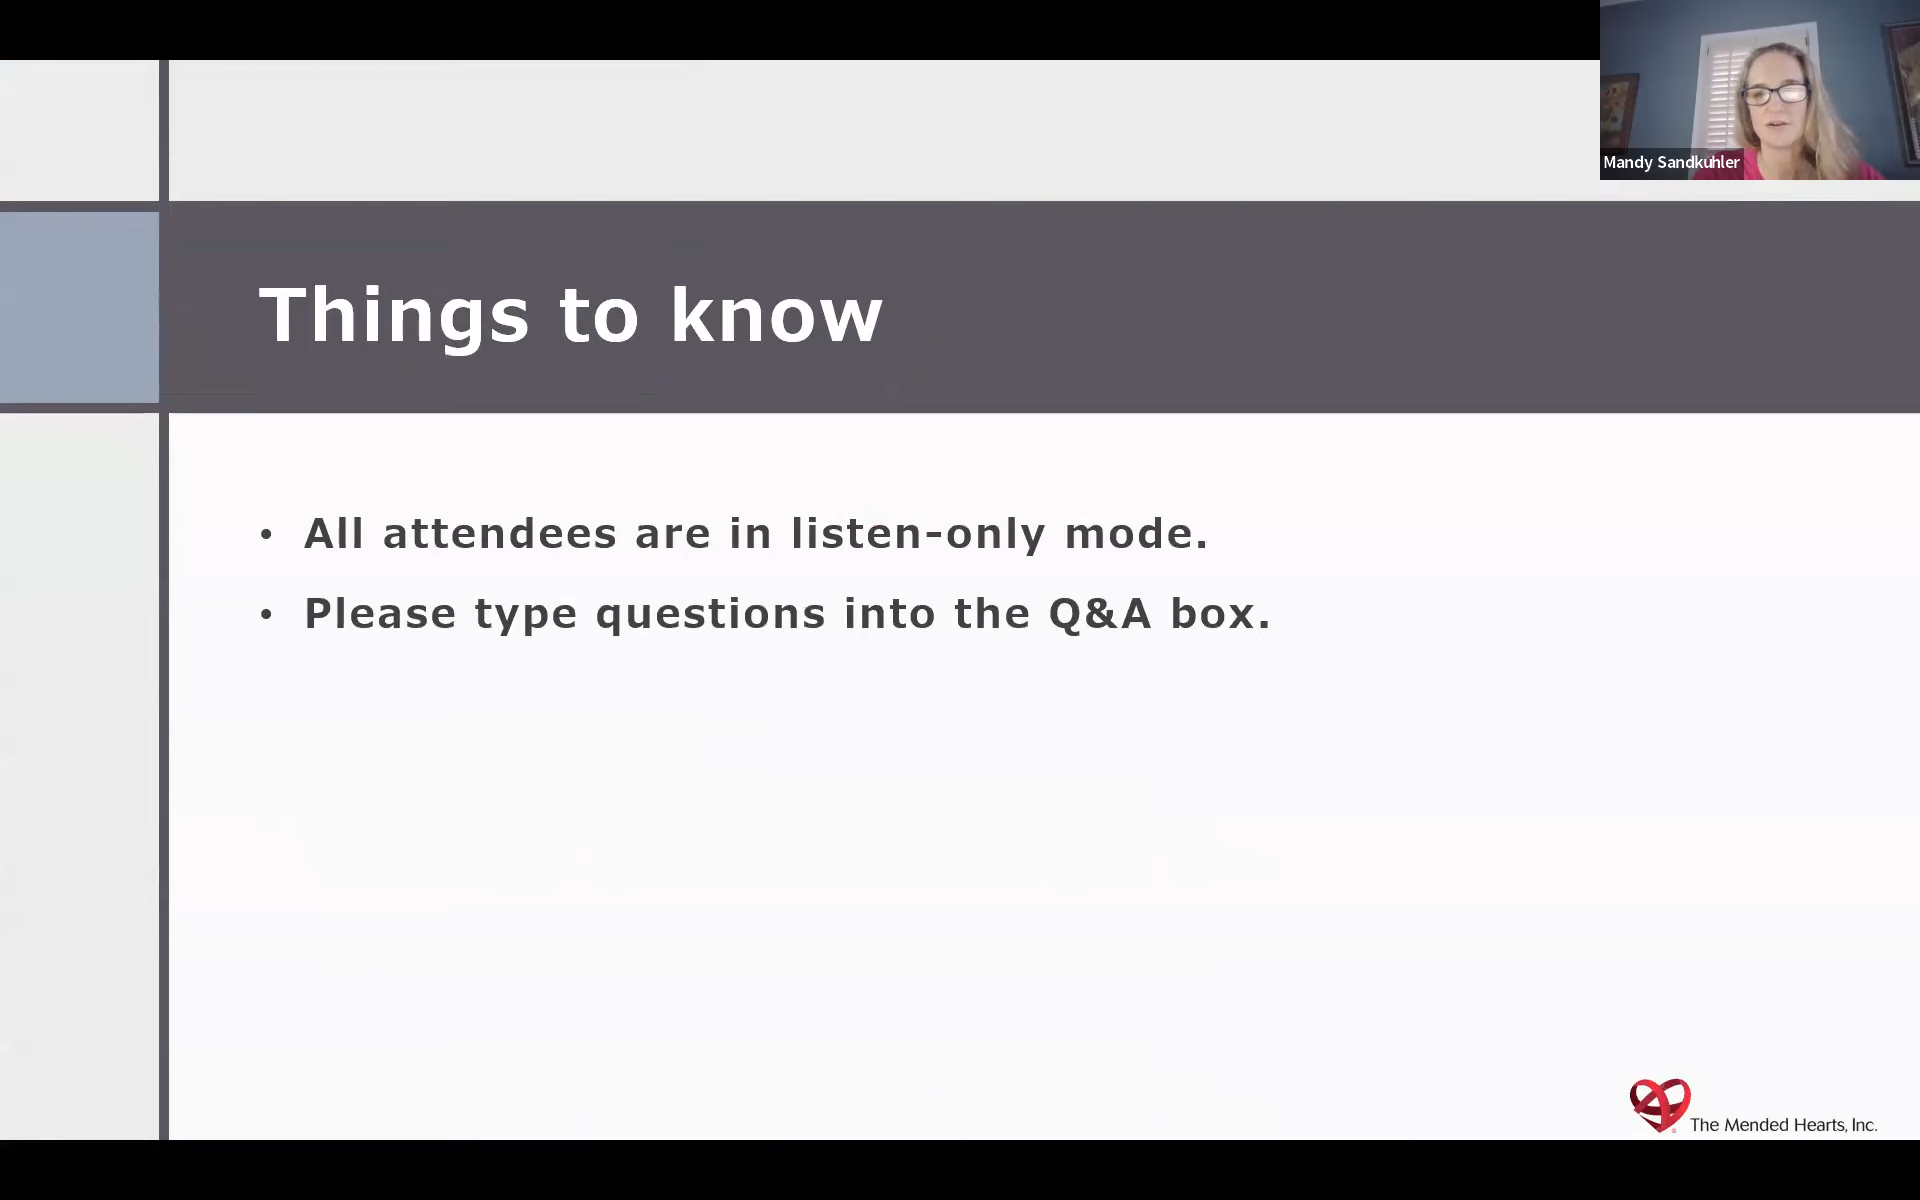 Mandy Sandkuhler
Things to know
• All attendees are in listen-only mode.
• Please type questions into the Q&A box.
The Mended Hearts, Inc.